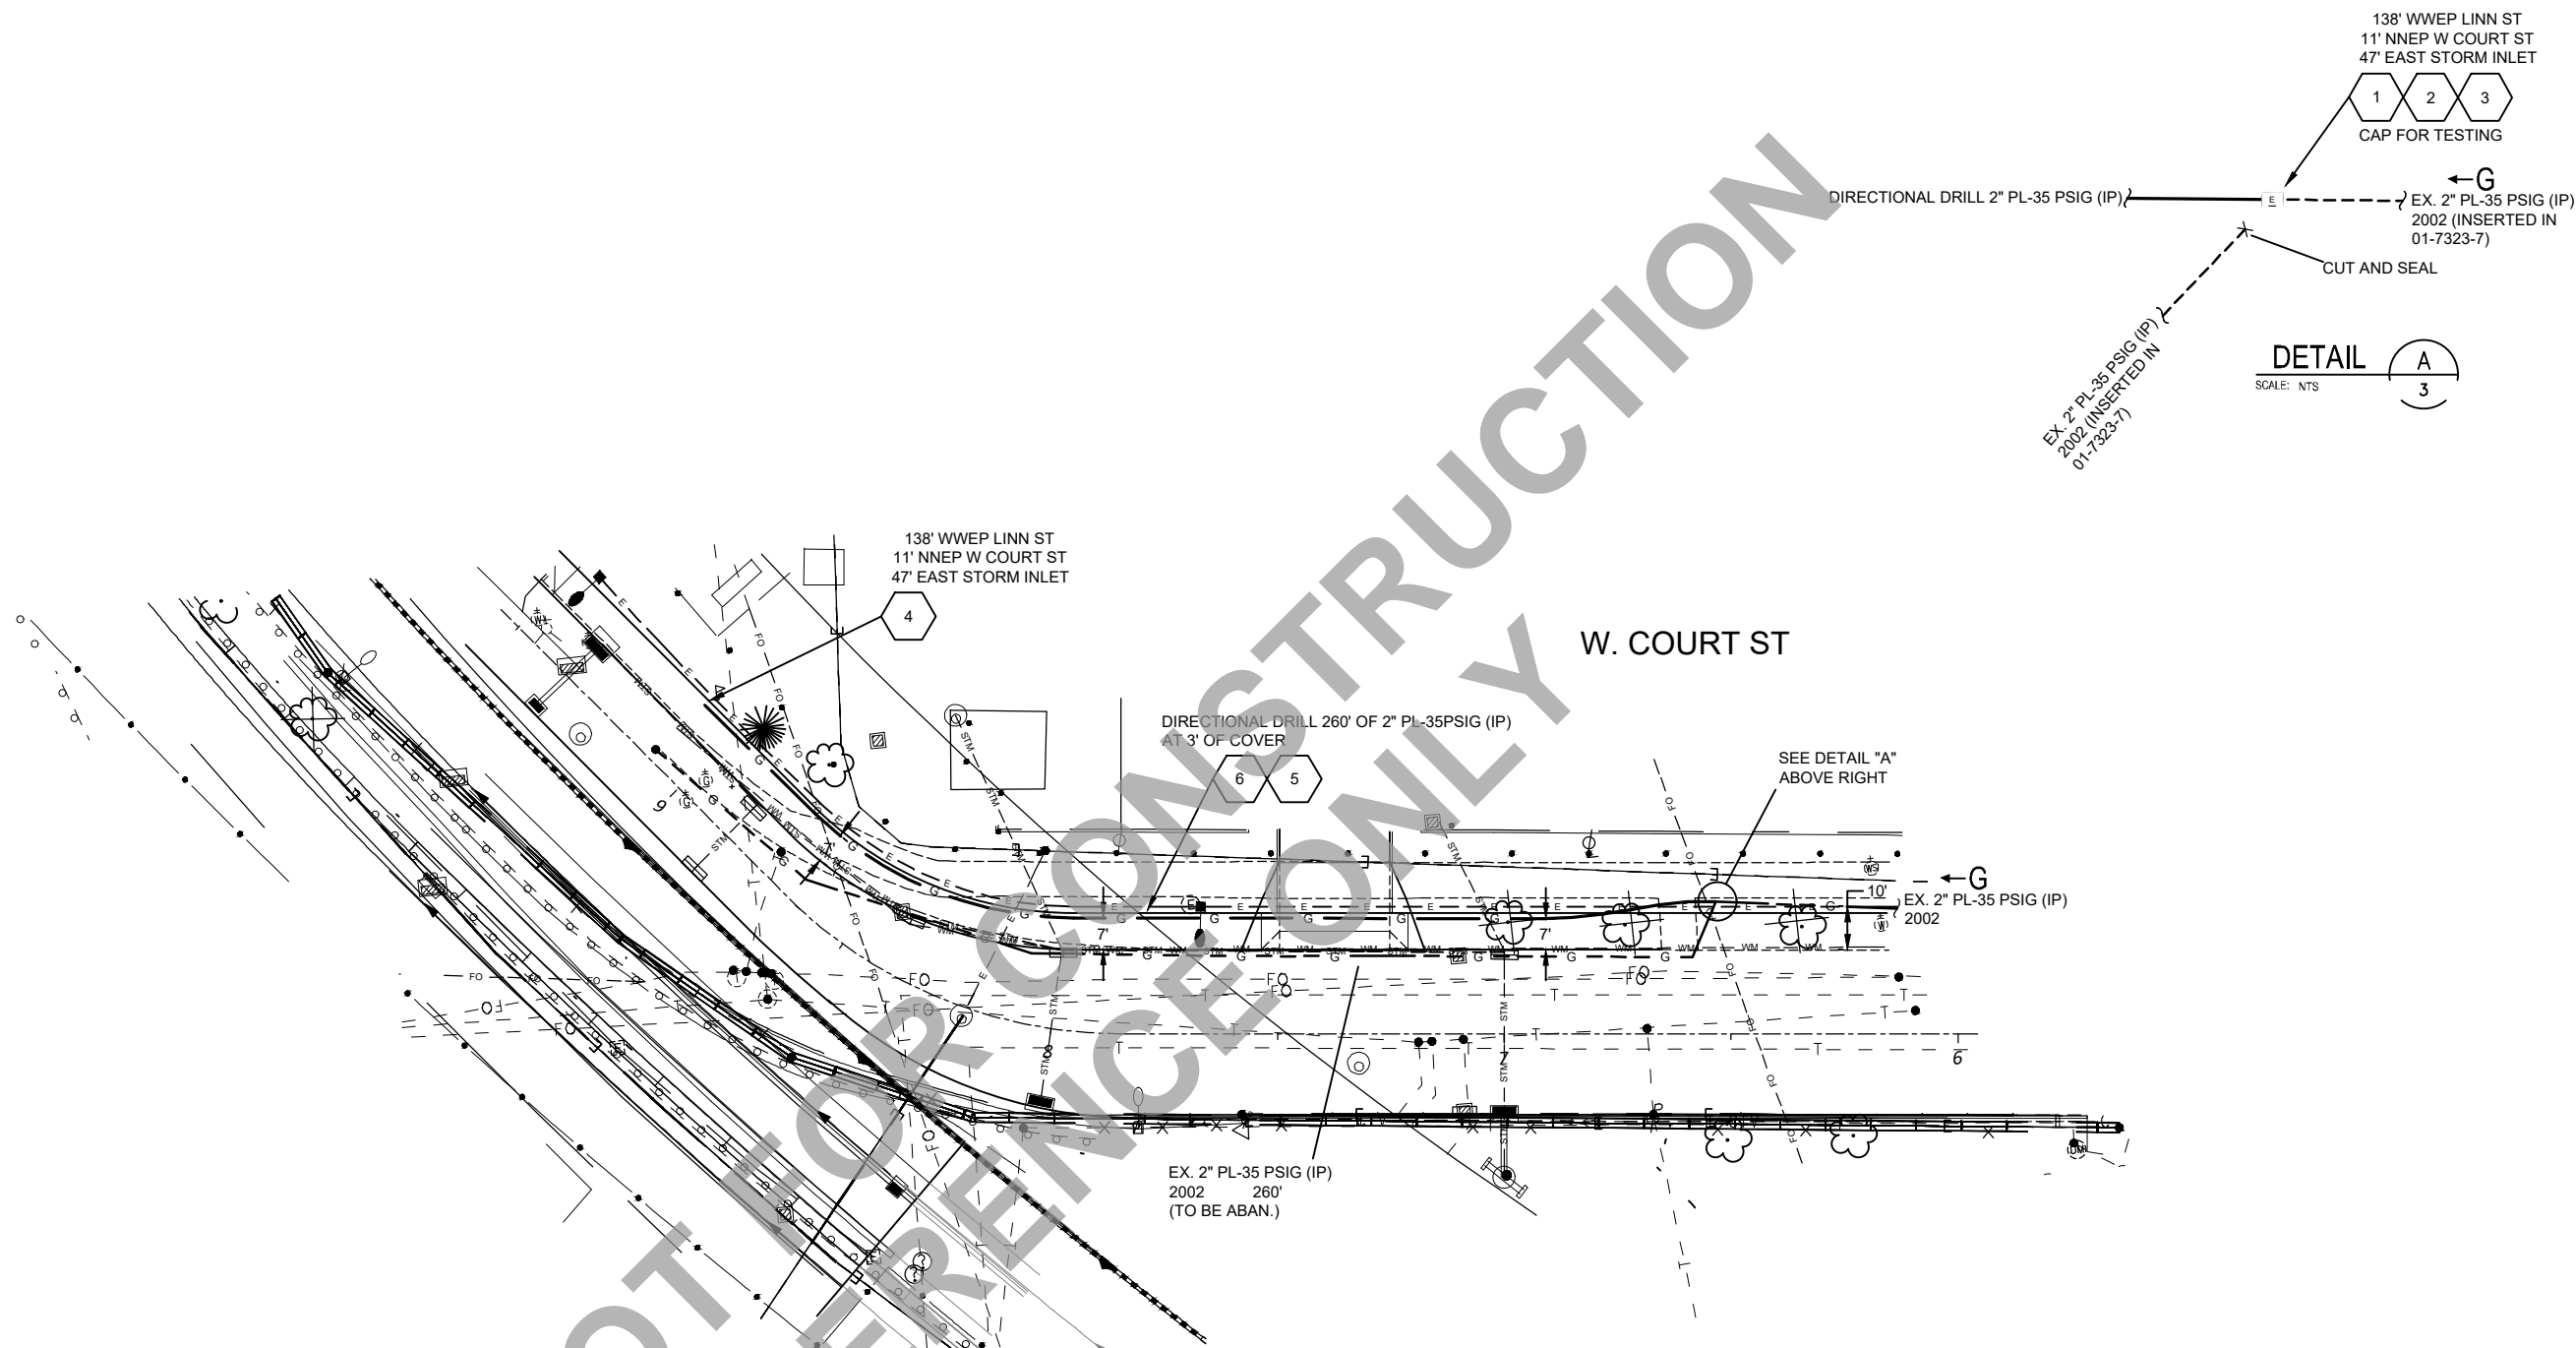 138' WWEP LINN ST
11' NNEP W COURT ST
47' EAST STORM INLET
1 2 3
CAP FOR TESTING
G
DIRECTIONAL DRILL 2" PL-35 PSIG (IP)
E
EX. 2" PL-35 PSIG (IP)
2002 (INSERTED IN
01-7323-7)
CUT AND SEAL
EX. 2" PL-35 PSIG (IP)
2002 (INSERTED IN
01-7323-7)
DETAIL A
SCALE: NTS 3
138' WWEP LINN ST
11' NNEP W COURT ST
47' EAST STORM INLET
4
W. COURT ST
DIRECTIONAL DRILL 260' OF 2" PL-35PSIG (IP)
AT 3' OF COVER
6 5
SEE DETAIL "A"
ABOVE RIGHT
G
10'
EX. 2" PL-35 PSIG (IP)
2002
7'
7'
7'
9
7
6
EX. 2" PL-35 PSIG (IP)
2002 260'
(TO BE ABAN.)
NOT FOR CONSTRUCTION
REFERENCE ONLY